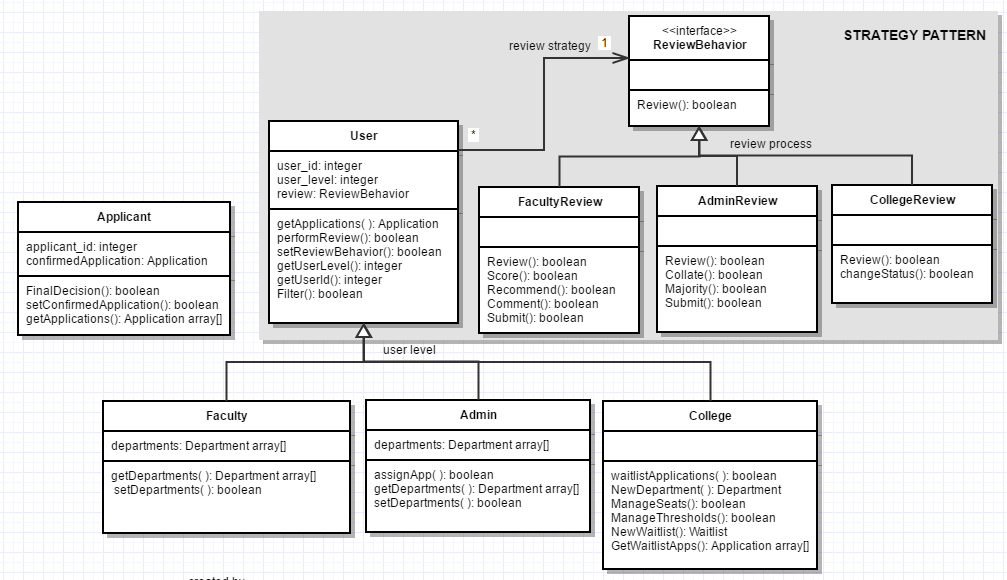 STRATEGY PATTERN
<<interface>>
ReviewBehavior
Review(): boolean
review strategy
1
*
review process
User
user_id: integer
user_level: integer
review: ReviewBehavior
getApplications( ): Application
performReview(): boolean
setReviewBehavior(): boolean
getUserLevel(): integer
getUserId(): integer
Filter(): boolean
FacultyReview
Review(): boolean
Score(): boolean
Recommend(): boolean
Comment(): boolean
Submit(): boolean
AdminReview
Review(): boolean
Collate(): boolean
Majority(): boolean
Submit(): boolean
CollegeReview
Review(): boolean
changeStatus(): boolean
Applicant
applicant_id: integer
confirmedApplication: Application
FinalDecision(): boolean
setConfirmedApplication(): boolean
getApplications(): Application array[]
user level
Faculty
departments: Department array[]
getDepartments( ): Department array[]
setDepartments( ): boolean
Admin
departments: Department array[]
assignApp( ): boolean
getDepartments( ): Department array[]
setDepartments( ): boolean
College
waitlistApplications( ): boolean
NewDepartment( ): Department
ManageSeats(): boolean
ManageThresholds(): boolean
NewWaitlist(): Waitlist
GetWaitlistApps(): Application array[]
created by